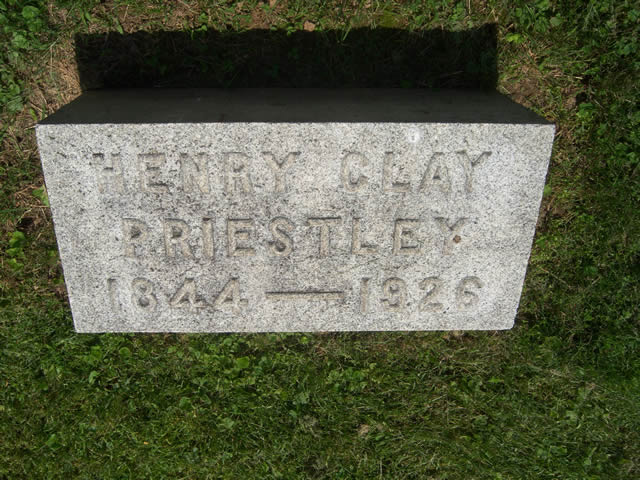 HENRY CLAY
PRIESTLEY
1844 — 1926